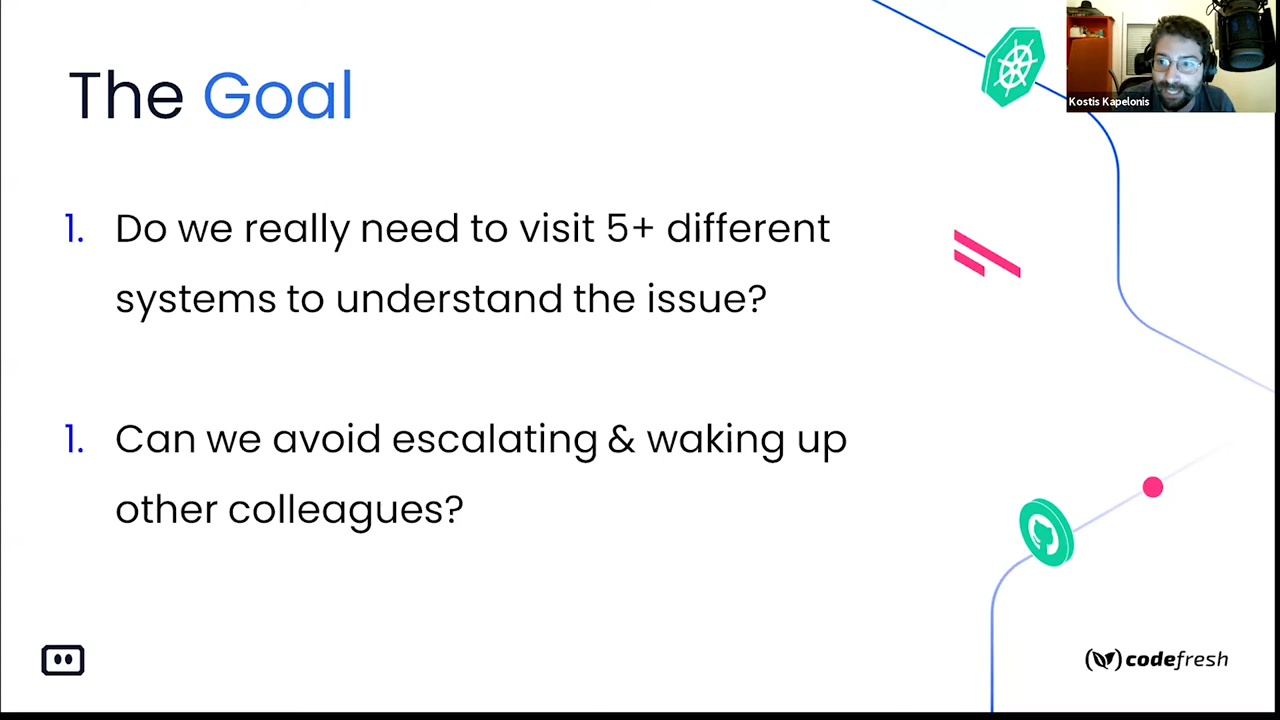 The Goal
Kostis Kapelonis
1. Do we really need to visit 5+ different
systems to understand the issue?
1. Can we avoid escalating & waking up
other colleagues?
codefresh